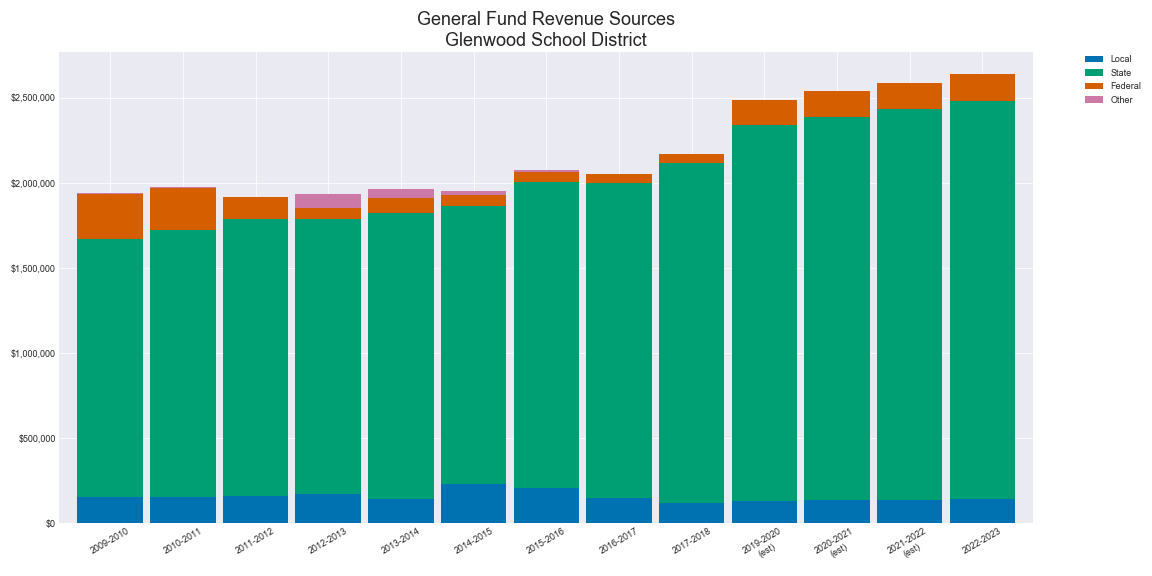 General Fund Revenue Sources
Glenwood School District
Local
State
Federal
Other
$2,500,000
$2,000,000
$1,500,000
$1,000,000
$500,000
$0
2009-2010
2010-2011
2011-2012
2012-2013
2013-2014
2014-2015
2015-2016
2016-2017
2017-2018
2019-2020
(est)
2020-2021
(est)
2021-2022
(est)
2022-2023